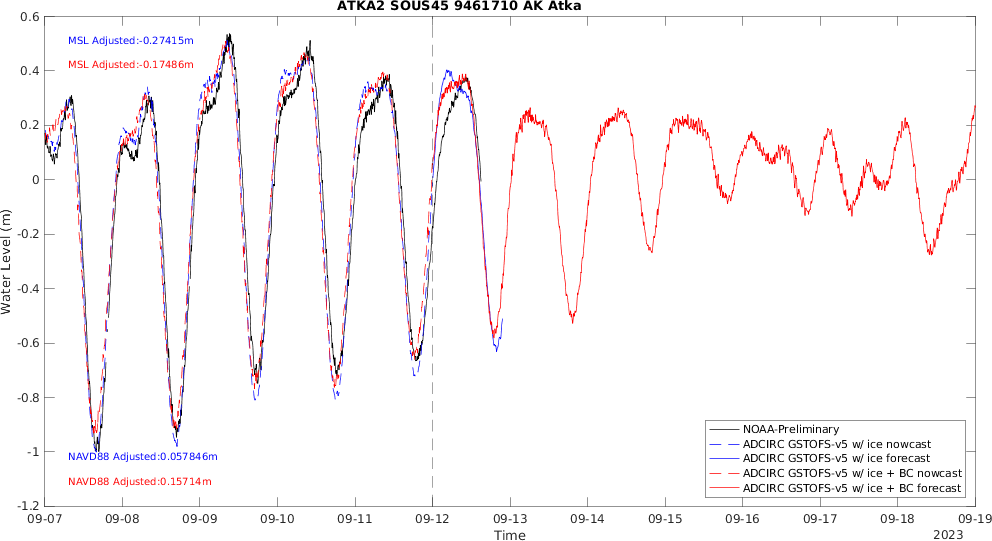 ATKA2 SOUS45 9461710 AK Atka
0.6
MSL Adjusted:-0.27415m
MSL Adjusted:-0.17486m
0.4
0.2
0
-0.2
-0.4
-0.6
-0.8
-1
-1.2
Water Level (m)
NAVD88 Adjusted:0.057846m
NAVD88 Adjusted:0.15714m
NOAA-Preliminary
ADCIRC GSTOFS-v5 w/ ice nowcast
ADCIRC GSTOFS-v5 w/ ice forecast
ADCIRC GSTOFS-v5 w/ ice + BC nowcast
ADCIRC GSTOFS-v5 w/ ice + BC forecast
09-07 09-08 09-09 09-10 09-11 09-12 09-13 09-14 09-15 09-16 09-17 09-18 09-19
Time
2023